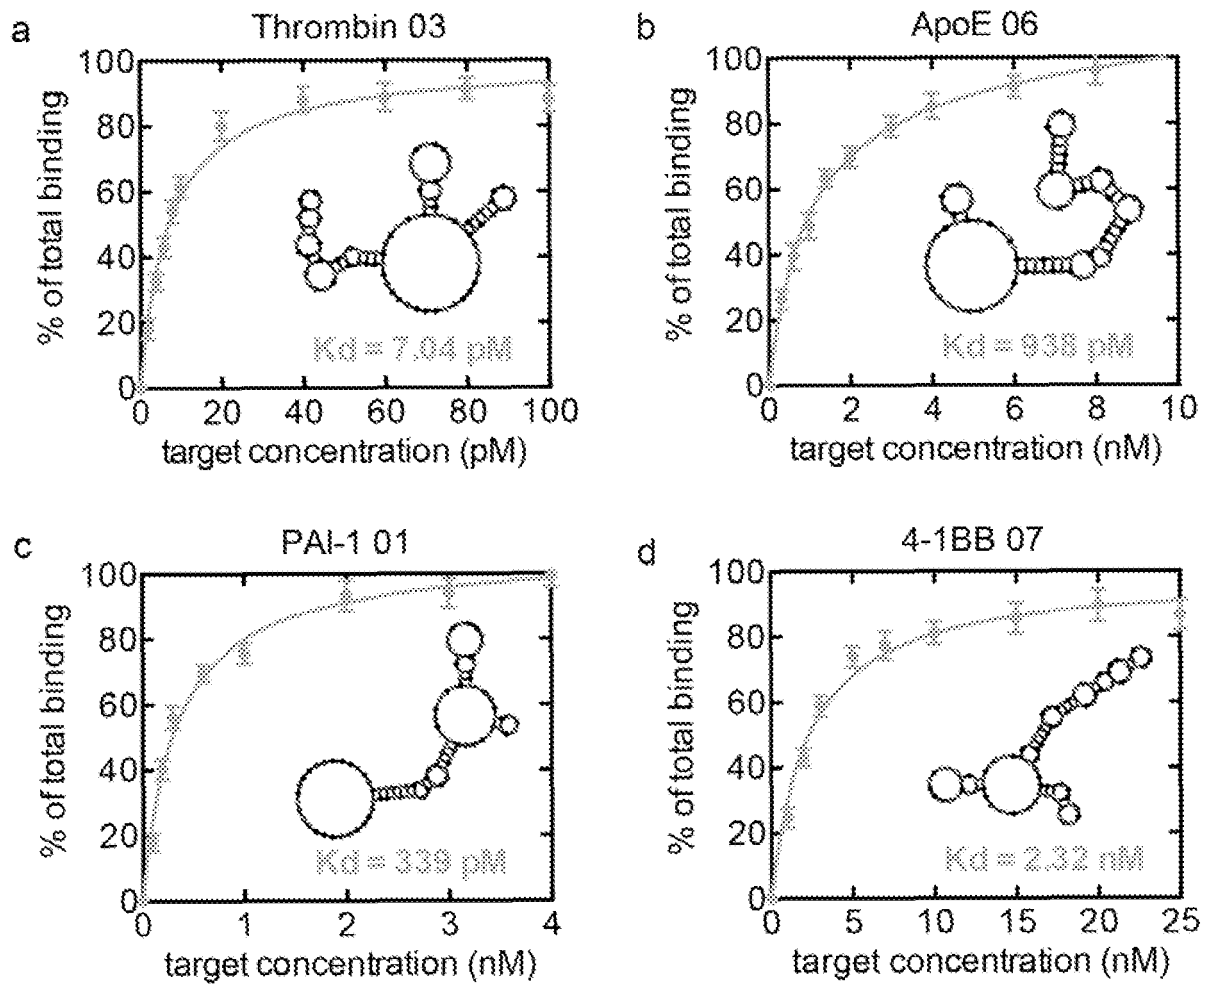 a
Thrombin 03
% of total binding
100
80
60
40
20
0
Kd = 7.04 pM
0 20 40 60 80 100
target concentration (pM)
b
ApoE 06
% of total binding
100
80
60
40
20
0
Kd = 938 pM
0 2 4 6 8 10
target concentration (nM)
c
PAI-1 01
% of total binding
100
80
60
40
20
0
Kd = 339 pM
0 1 2 3 4
target concentration (nM)
d
4-1BB 07
% of total binding
100
80
60
40
20
0
Kd = 2.32 nM
0 5 10 15 20 25
target concentration (nM)